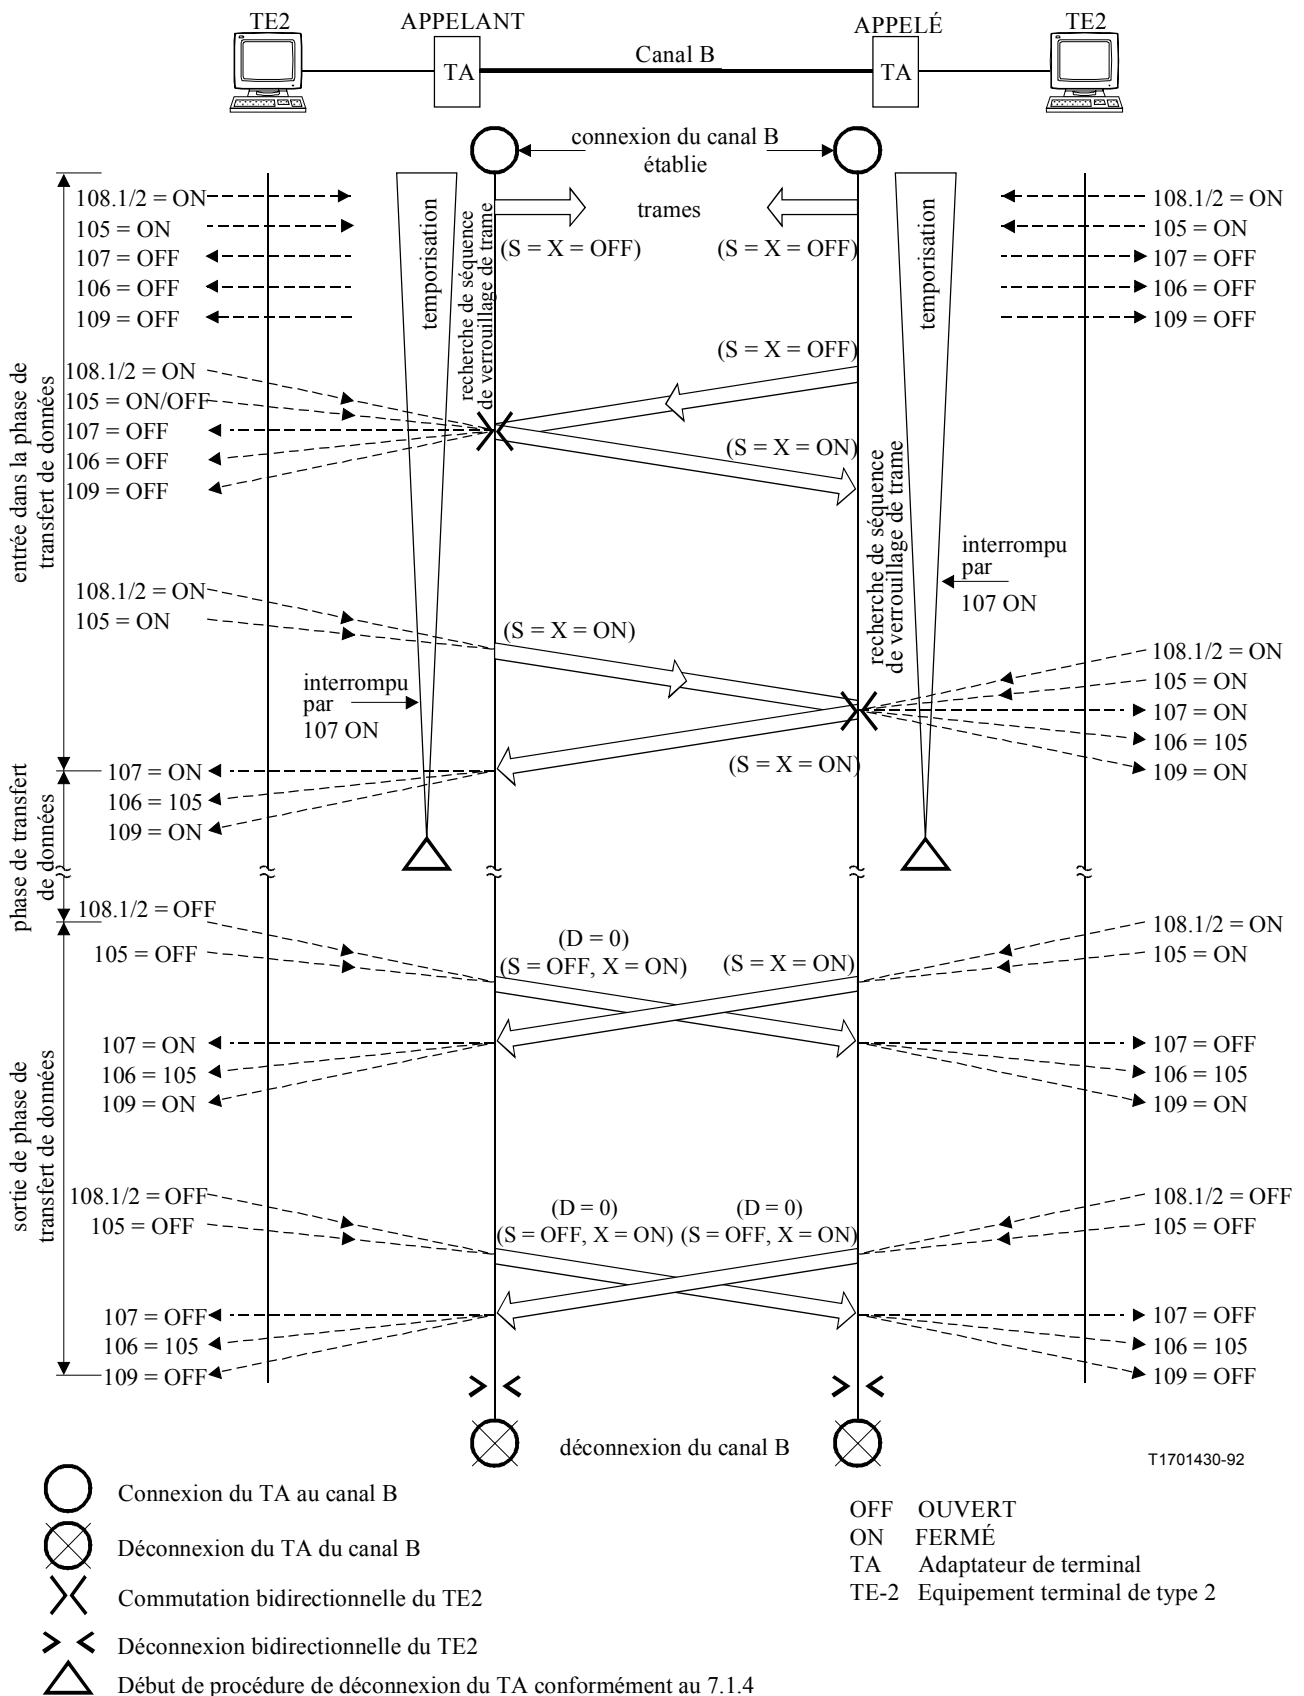 TE2
APPELANT
APPELÉ
TE2
TA
Canal B
TA
connexion du canal B
établie
108.1/2 = ON
105 = ON
107 = OFF
106 = OFF
109 = OFF
temporisation
recherche de séquence
de verrouillage de trame
trames
(S = X = OFF)
(S = X = OFF)
temporisation
108.1/2 = ON
105 = ON
107 = OFF
106 = OFF
109 = OFF
entrée dans la phase de
transfert de données
(S = X = OFF)
108.1/2 = ON
105 = ON/OFF
107 = OFF
106 = OFF
109 = OFF
(S = X = ON)
recherche de séquence
de verrouillage de trame
interrompu
par
107 ON
108.1/2 = ON
105 = ON
(S = X = ON)
interrompu
par
107 ON
108.1/2 = ON
105 = ON
107 = ON
106 = 105
109 = ON
(S = X = ON)
phase de transfert
de données
107 = ON
106 = 105
109 = ON
108.1/2 = OFF
105 = OFF
(D = 0)
(S = OFF, X = ON)
(S = X = ON)
108.1/2 = ON
105 = ON
sortie de phase de
transfert de données
107 = ON
106 = 105
109 = ON
107 = OFF
106 = 105
109 = ON
108.1/2 = OFF
105 = OFF
(D = 0)
(S = OFF, X = ON)
(D = 0)
(S = OFF, X = ON)
108.1/2 = OFF
105 = OFF
107 = OFF
106 = 105
109 = OFF
107 = OFF
106 = 105
109 = OFF
déconnexion du canal B
T1701430-92
Connexion du TA au canal B
Déconnexion du TA du canal B
Commutation bidirectionnelle du TE2
Déconnexion bidirectionnelle du TE2
Début de procédure de déconnexion du TA conformément au 7.1.4
OFF OUVERT
ON FERMÉ
TA Adaptateur de terminal
TE-2 Equipement terminal de type 2